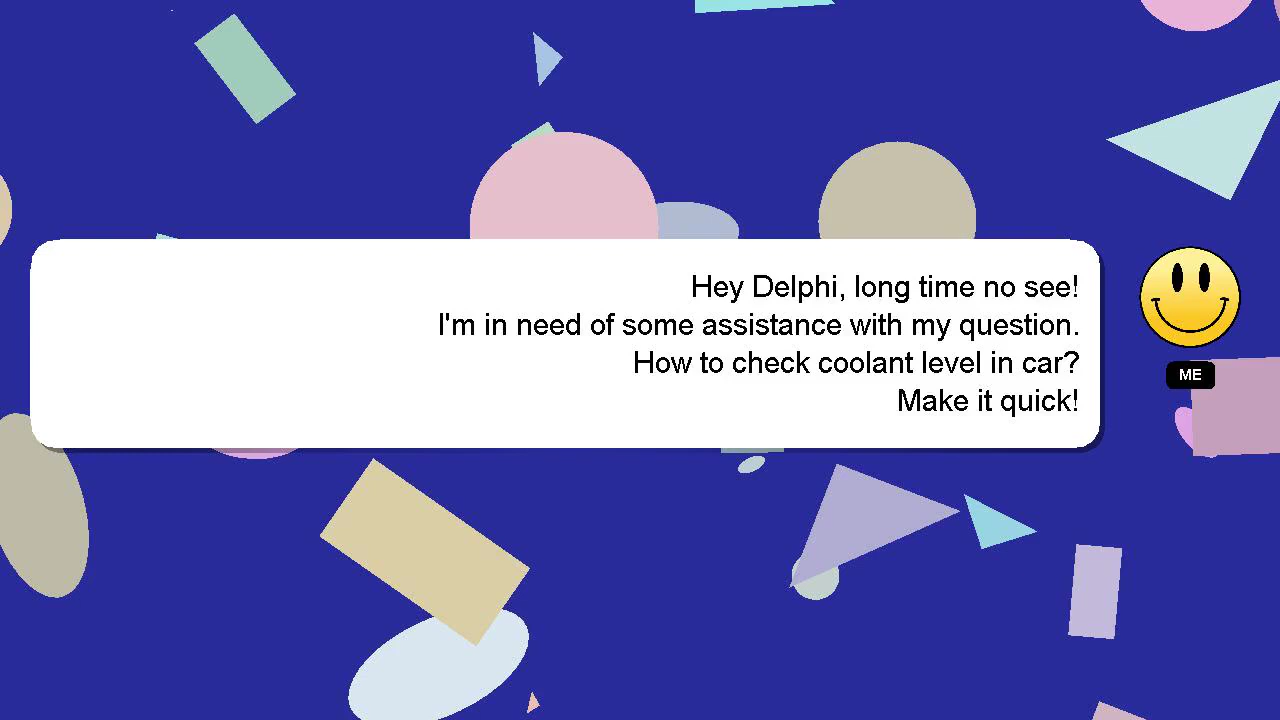 Hey Delphi, long time no see!
I'm in need of some assistance with my question.
How to check coolant level in car?
Make it quick!
ME